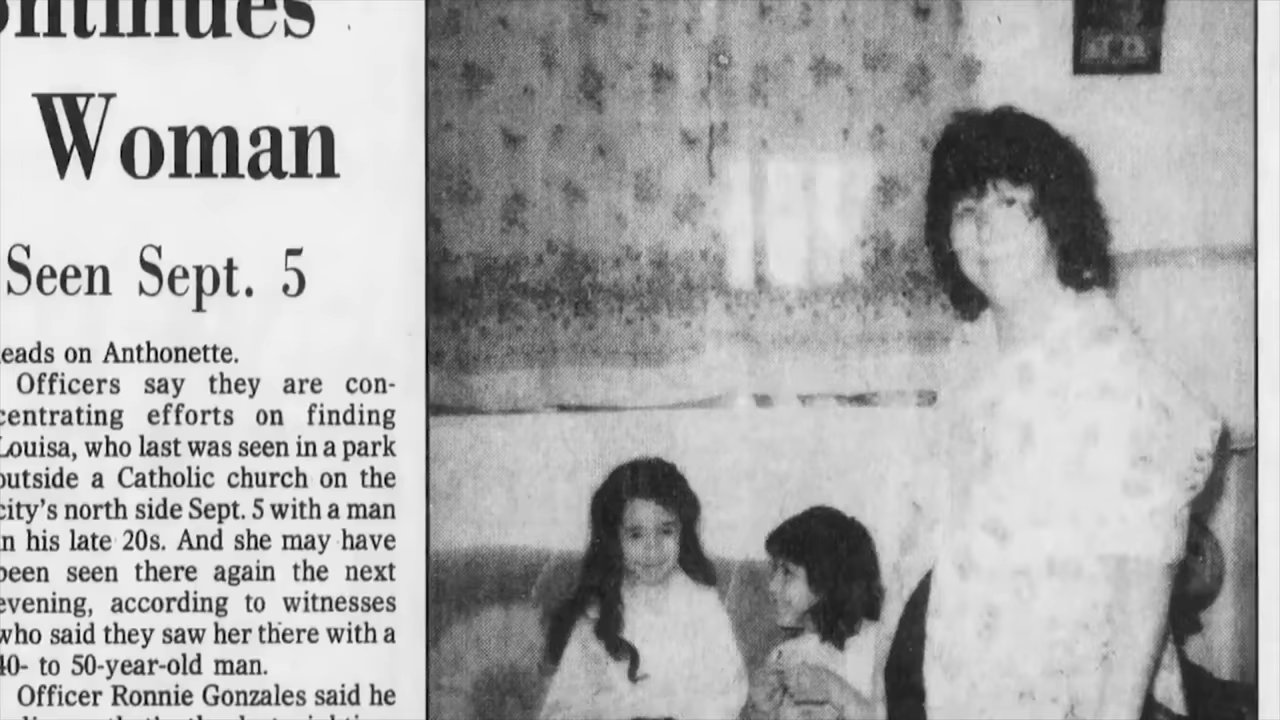 ontinues
Woman
Seen Sept. 5
eads on Anthonette.
Officers say they are con-
centrating efforts on finding
Louisa, who last was seen in a park
outside a Catholic church on the
city's north side Sept. 5 with a man
in his late 20s. And she may have
been seen there again the next
evening, according to witnesses
who said they saw her there with a
40- to 50-year-old man.
Officer Ronnie Gonzales said he